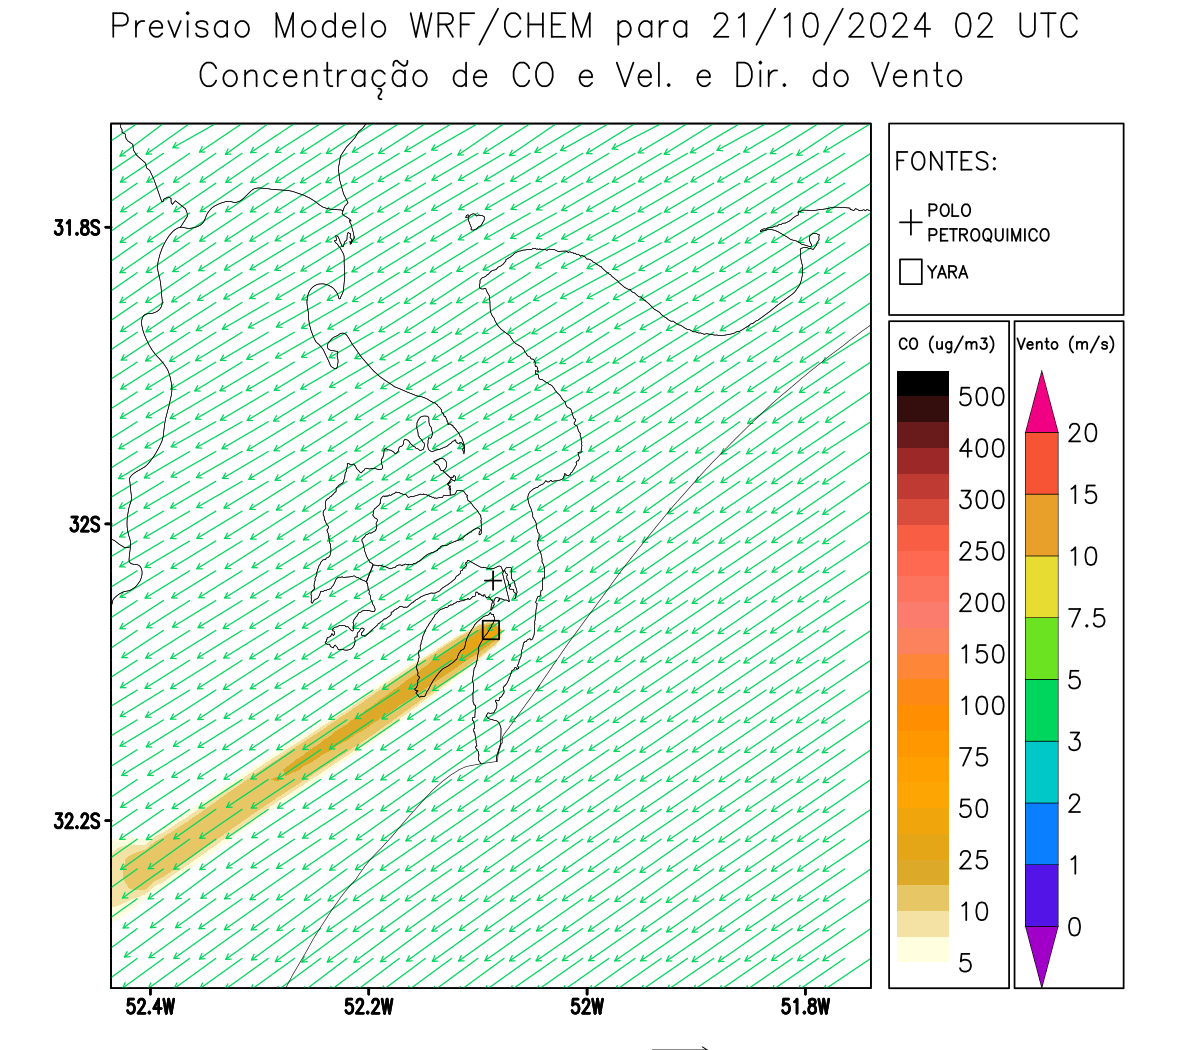 Previsao Modelo WRF/CHEM para 21/10/2024 02 UTC
Concentração de CO e Vel. e Dir. do Vento
FONTES:
POLO
PETROQUIMICO
YARA
CO (ug/m3)
500
400
300
250
200
150
100
75
50
25
10
5
Vento (m/s)
20
15
10
7.5
5
3
2
1
0
31.8S
32S
32.2S
52.4W
52.2W
52W
51.8W